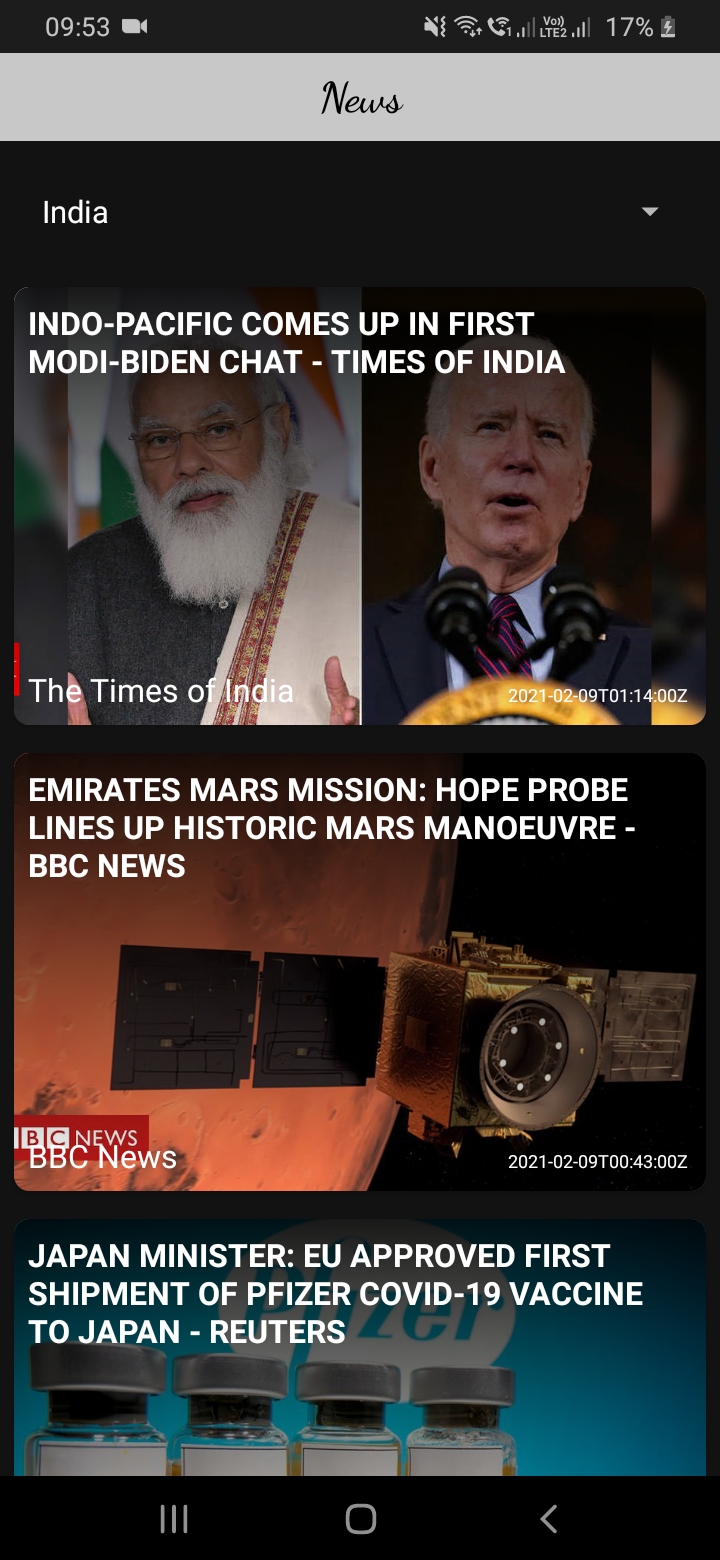 09:53
Vo)) LTE2 17%
News
India
INDO-PACIFIC COMES UP IN FIRST
MODI-BIDEN CHAT - TIMES OF INDIA
The Times of India
2021-02-09T01:14:00Z
EMIRATES MARS MISSION: HOPE PROBE
LINES UP HISTORIC MARS MANOEUVRE -
BBC NEWS
BBC NEWS
BBC News
2021-02-09T00:43:00Z
JAPAN MINISTER: EU APPROVED FIRST
SHIPMENT OF PFIZER COVID-19 VACCINE
TO JAPAN - REUTERS
Pfizer